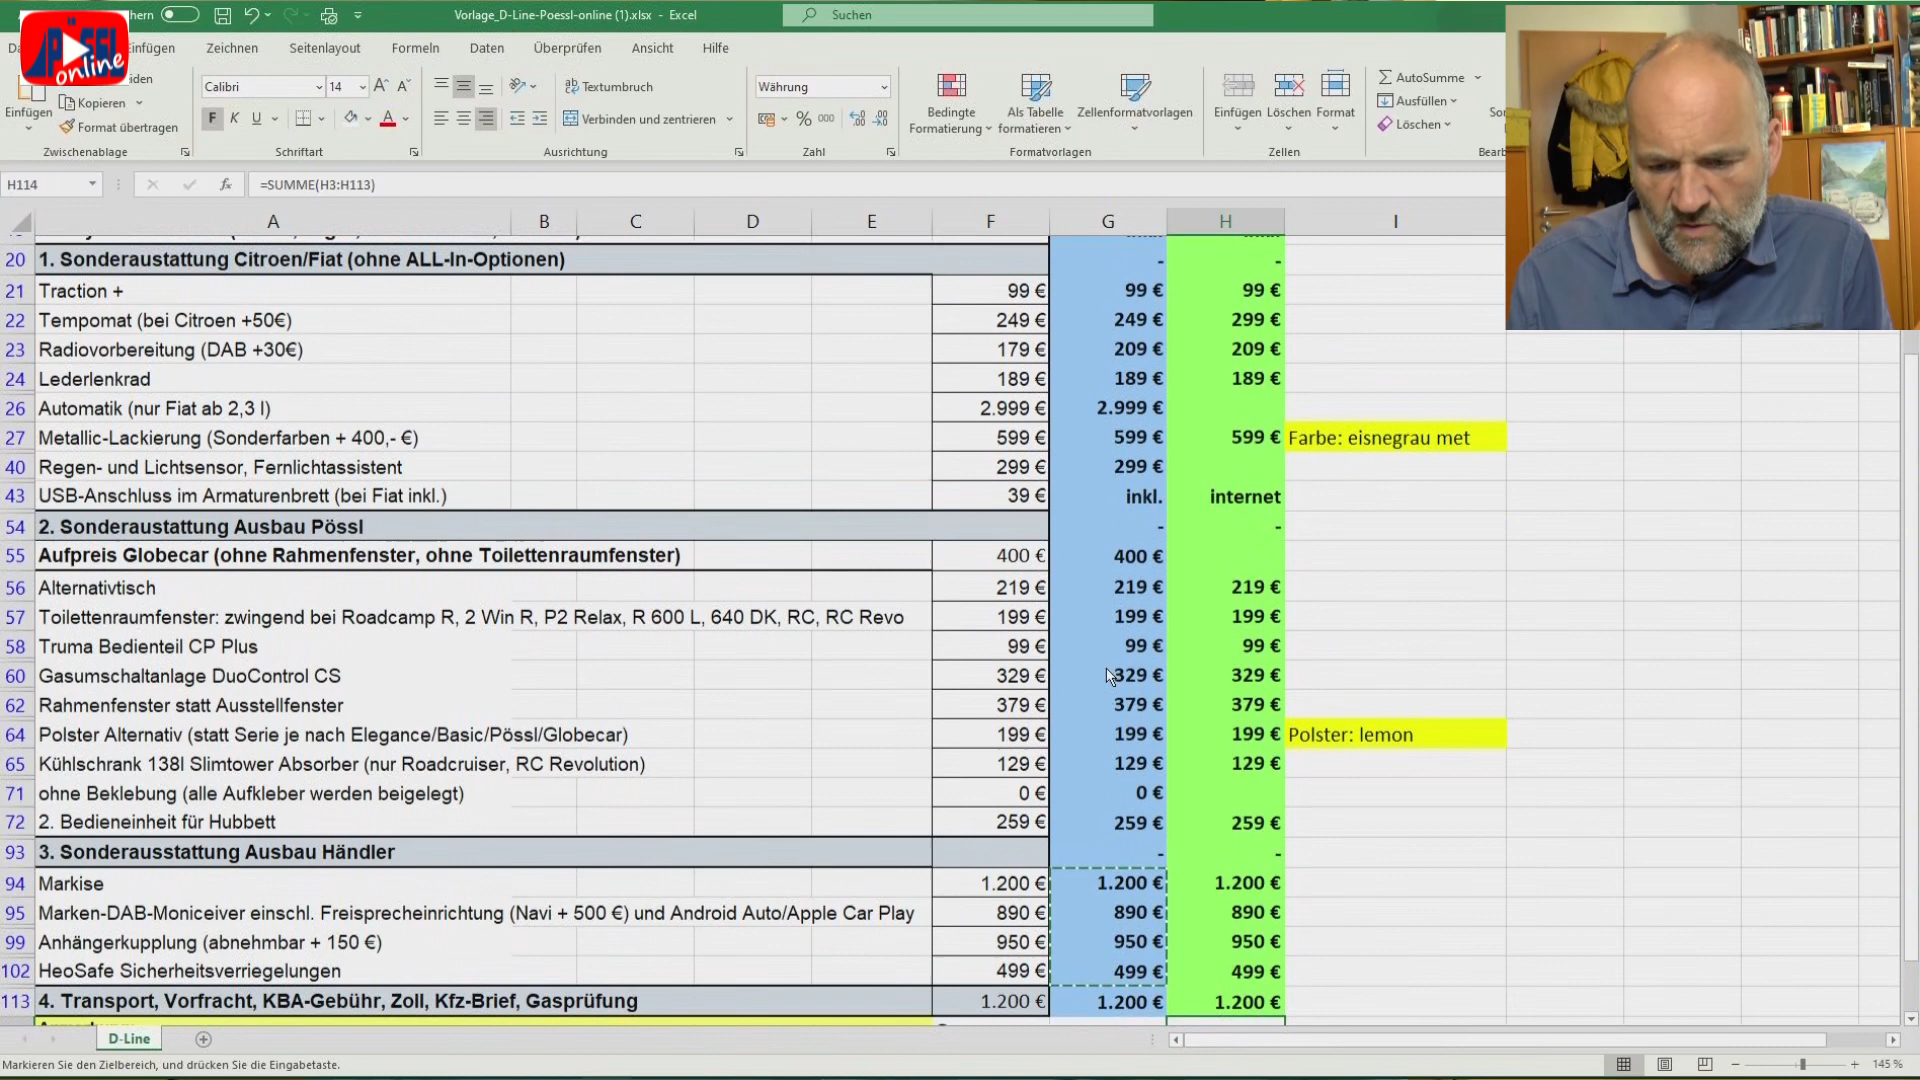 PÖSSL
online
Vorlage_D-Line-Poessl-online (1).xlsx - Excel
Suchen
Einfügen
Zeichnen
Seitenlayout
Formeln
Daten
Überprüfen
Ansicht
Hilfe
Einfügen
Kopieren
Format übertragen
Zwischenablage
Calibri
14
F K U
Schriftart
Textumbruch
Verbinden und zentrieren
Ausrichtung
Währung
% 000
Zahl
Bedingte Formatierung
Als Tabelle formatieren
Zellenformatvorlagen
Formatvorlagen
Einfügen
Löschen
Format
Zellen
AutoSumme
Ausfüllen
Löschen
H114
fx
=SUMME(H3:H113)
A B C D E F G H I
20 1. Sonderaustattung Citroen/Fiat (ohne ALL-In-Optionen) - -
21 Traction + 99 € 99 € 99 €
22 Tempomat (bei Citroen +50€) 249 € 249 € 299 €
23 Radiovorbereitung (DAB +30€) 179 € 209 € 209 €
24 Lederlenkrad 189 € 189 € 189 €
26 Automatik (nur Fiat ab 2,3 l) 2.999 € 2.999 €
27 Metallic-Lackierung (Sonderfarben + 400,- €) 599 € 599 € 599 € Farbe: eisnegrau met
40 Regen- und Lichtsensor, Fernlichtassistent 299 € 299 €
43 USB-Anschluss im Armaturenbrett (bei Fiat inkl.) 39 € inkl. internet
54 2. Sonderaustattung Ausbau Pössl - -
55 Aufpreis Globecar (ohne Rahmenfenster, ohne Toilettenraumfenster) 400 € 400 €
56 Alternativtisch 219 € 219 € 219 €
57 Toilettenraumfenster: zwingend bei Roadcamp R, 2 Win R, P2 Relax, R 600 L, 640 DK, RC, RC Revo 199 € 199 € 199 €
58 Truma Bedienteil CP Plus 99 € 99 € 99 €
60 Gasumschaltanlage DuoControl CS 329 € 329 € 329 €
62 Rahmenfenster statt Ausstellfenster 379 € 379 € 379 €
64 Polster Alternativ (statt Serie je nach Elegance/Basic/Pössl/Globecar) 199 € 199 € 199 € Polster: lemon
65 Kühlschrank 138l Slimtower Absorber (nur Roadcruiser, RC Revolution) 129 € 129 € 129 €
71 ohne Beklebung (alle Aufkleber werden beigelegt) 0 € 0 €
72 2. Bedieneinheit für Hubbett 259 € 259 € 259 €
93 3. Sonderausstattung Ausbau Händler - -
94 Markise 1.200 € 1.200 € 1.200 €
95 Marken-DAB-Moniceiver einschl. Freisprecheinrichtung (Navi + 500 €) und Android Auto/Apple Car Play 890 € 890 € 890 €
99 Anhängerkupplung (abnehmbar + 150 €) 950 € 950 € 950 €
102 HeoSafe Sicherheitsverriegelungen 499 € 499 € 499 €
113 4. Transport, Vorfracht, KBA-Gebühr, Zoll, Kfz-Brief, Gasprüfung 1.200 € 1.200 € 1.200 €
D-Line
Markieren Sie den Zielbereich, und drücken Sie die Eingabetaste.
145 %